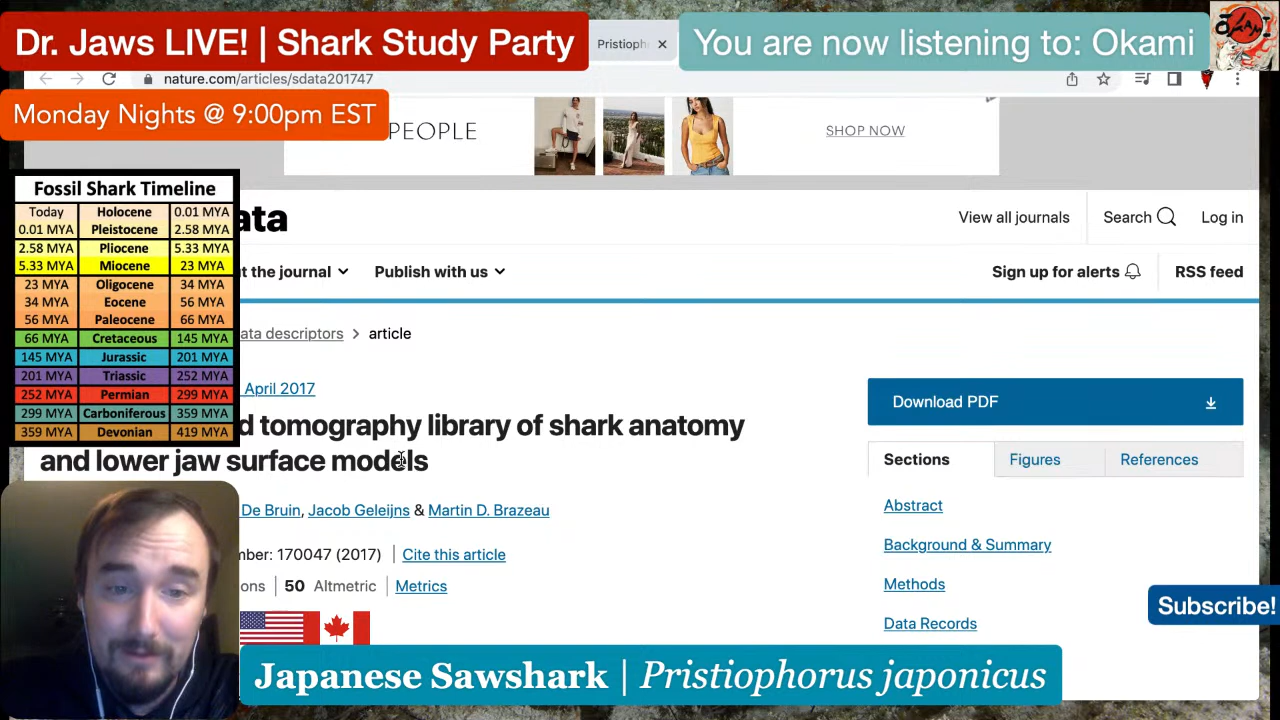 Dr. Jaws LIVE! | Shark Study Party
Pristioph
You are now listening to: Okami
nature.com/articles/sdata201747
Monday Nights @ 9:00pm EST
PEOPLE
SHOP NOW
Fossil Shark Timeline
Today Holocene 0.01 MYA
0.01 MYA Pleistocene 2.58 MYA
2.58 MYA Pliocene 5.33 MYA
5.33 MYA Miocene 23 MYA
23 MYA Oligocene 34 MYA
34 MYA Eocene 56 MYA
56 MYA Paleocene 66 MYA
66 MYA Cretaceous 145 MYA
145 MYA Jurassic 201 MYA
201 MYA Triassic 252 MYA
252 MYA Permian 299 MYA
299 MYA Carboniferous 359 MYA
359 MYA Devonian 419 MYA
ata
View all journals
Search
Log in
t the journal
Publish with us
Sign up for alerts
RSS feed
ata descriptors > article
April 2017
d tomography library of shark anatomy
and lower jaw surface models
De Bruin, Jacob Geleijns & Martin D. Brazeau
mber: 170047 (2017) | Cite this article
ons | 50 Altmetric | Metrics
Download PDF
Sections
Figures
References
Abstract
Background & Summary
Methods
Data Records
Subscribe!
Japanese Sawshark | Pristiophorus japonicus